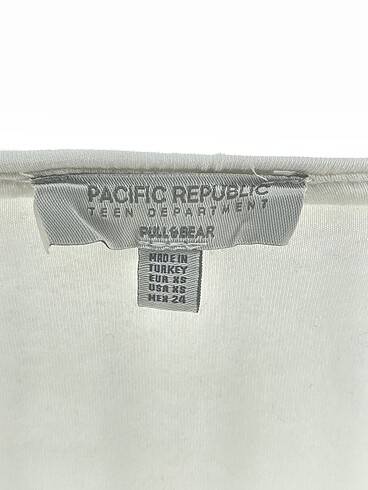 PACIFIC REPUBLIC
TEEN DEPARTMENT
PULL&BEAR
MADE IN
TURKEY
EUR XS
USA XS
MEX 24